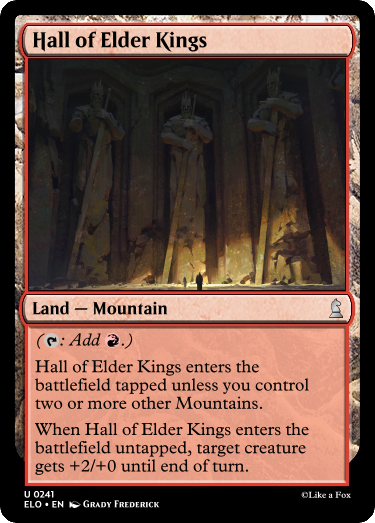 Hall of Elder Kings
Land — Mountain
(: Add .)
Hall of Elder Kings enters the
battlefield tapped unless you control
two or more other Mountains.
When Hall of Elder Kings enters the
battlefield untapped, target creature
gets +2/+0 until end of turn.
U 0241
ELO • EN Grady Frederick
©Like a Fox